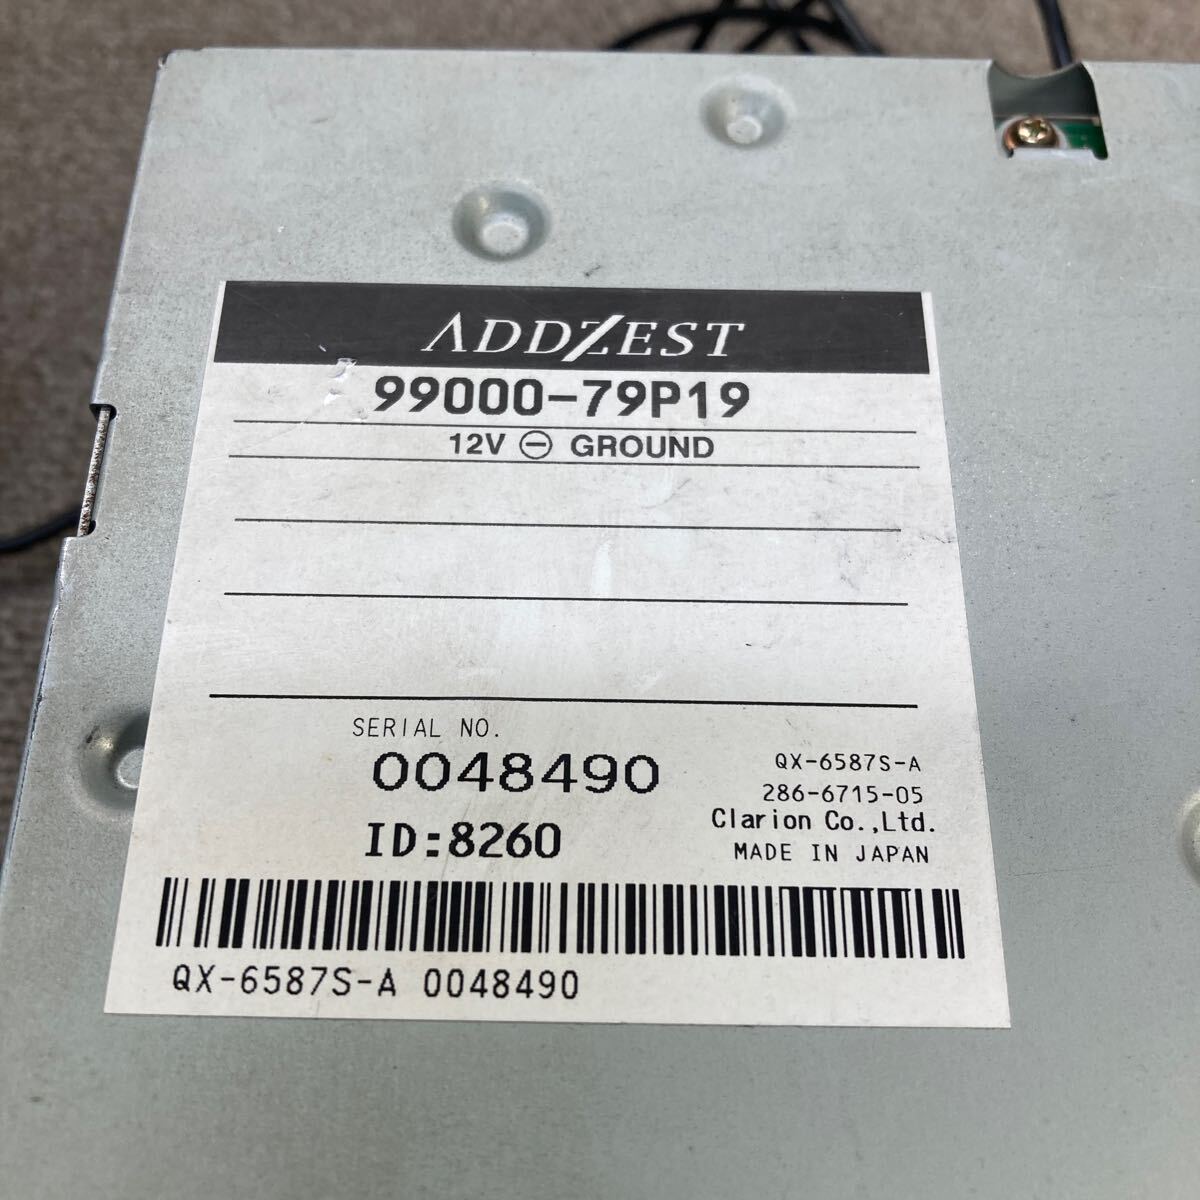 ADDZEST
99000-79P19
12V ⊖ GROUND
SERIAL NO.
0048490
ID:8260
QX-6587S-A
286-6715-05
Clarion Co.,Ltd.
MADE IN JAPAN
QX-6587S-A 0048490